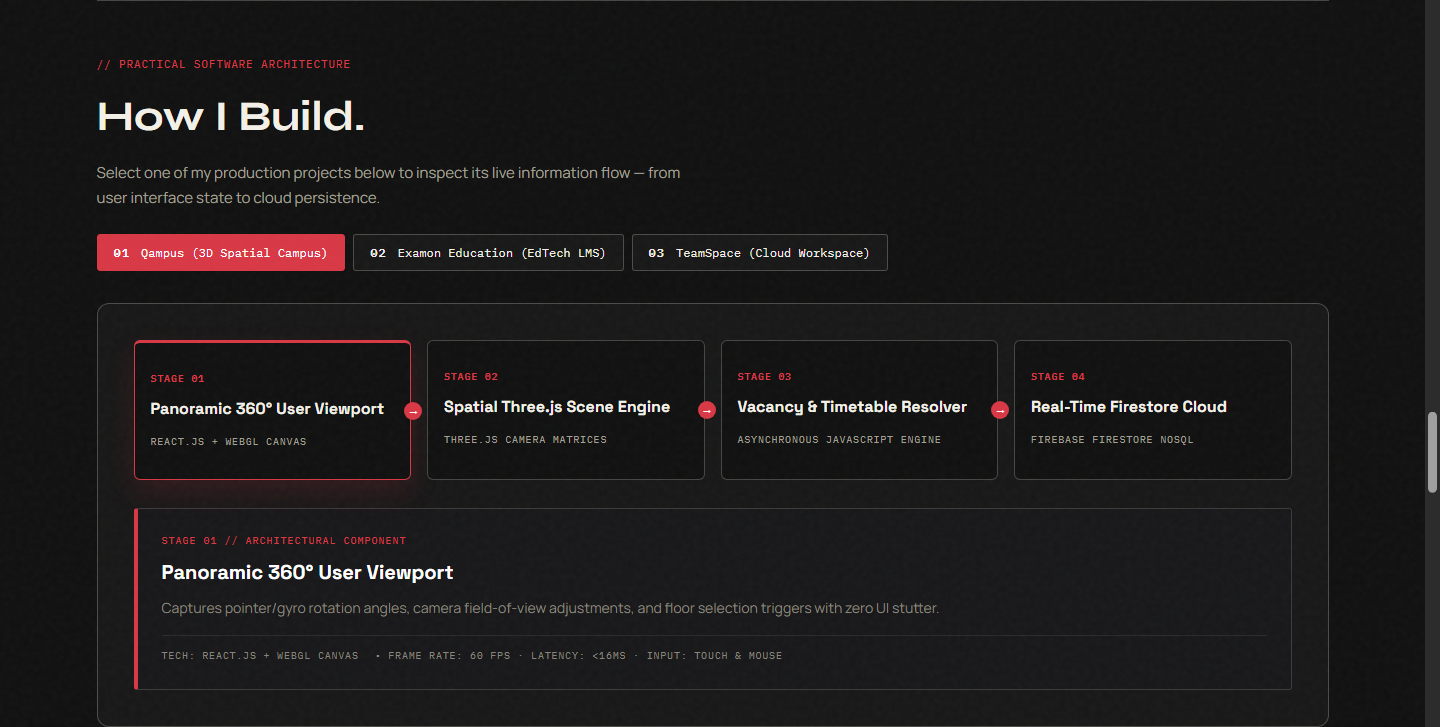 // PRACTICAL SOFTWARE ARCHITECTURE
How I Build.
Select one of my production projects below to inspect its live information flow — from
user interface state to cloud persistence.
01 Qampus (3D Spatial Campus)
02 Examon Education (EdTech LMS)
03 TeamSpace (Cloud Workspace)
STAGE 01
Panoramic 360° User Viewport
REACT.JS + WEBGL CANVAS
→
STAGE 02
Spatial Three.js Scene Engine
THREE.JS CAMERA MATRICES
→
STAGE 03
Vacancy & Timetable Resolver
ASYNCHRONOUS JAVASCRIPT ENGINE
→
STAGE 04
Real-Time Firestore Cloud
FIREBASE FIRESTORE NOSQL
STAGE 01 // ARCHITECTURAL COMPONENT
Panoramic 360° User Viewport
Captures pointer/gyro rotation angles, camera field-of-view adjustments, and floor selection triggers with zero UI stutter.
TECH: REACT.JS + WEBGL CANVAS • FRAME RATE: 60 FPS · LATENCY: <16MS · INPUT: TOUCH & MOUSE